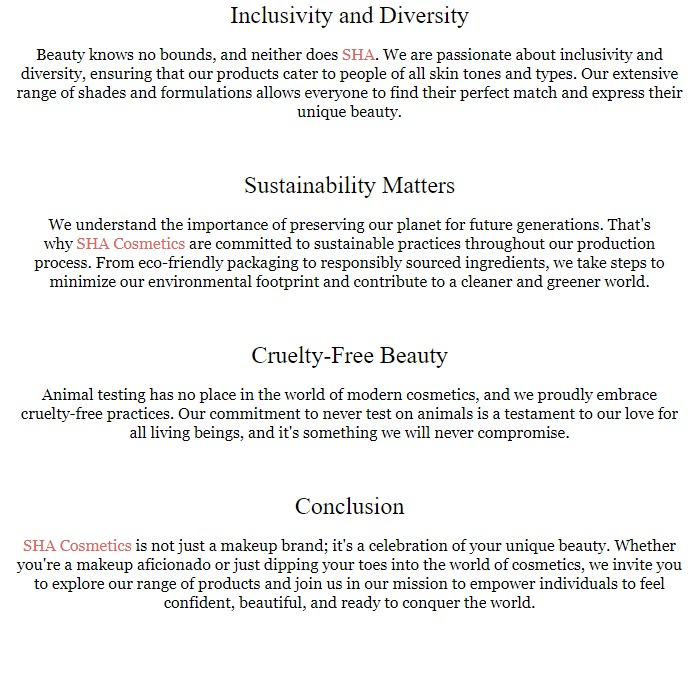 Inclusivity and Diversity
Beauty knows no bounds, and neither does SHA. We are passionate about inclusivity and
diversity, ensuring that our products cater to people of all skin tones and types. Our extensive
range of shades and formulations allows everyone to find their perfect match and express their
unique beauty.
Sustainability Matters
We understand the importance of preserving our planet for future generations. That's
why SHA Cosmetics are committed to sustainable practices throughout our production
process. From eco-friendly packaging to responsibly sourced ingredients, we take steps to
minimize our environmental footprint and contribute to a cleaner and greener world.
Cruelty-Free Beauty
Animal testing has no place in the world of modern cosmetics, and we proudly embrace
cruelty-free practices. Our commitment to never test on animals is a testament to our love for
all living beings, and it's something we will never compromise.
Conclusion
SHA Cosmetics is not just a makeup brand; it's a celebration of your unique beauty. Whether
you're a makeup aficionado or just dipping your toes into the world of cosmetics, we invite you
to explore our range of products and join us in our mission to empower individuals to feel
confident, beautiful, and ready to conquer the world.